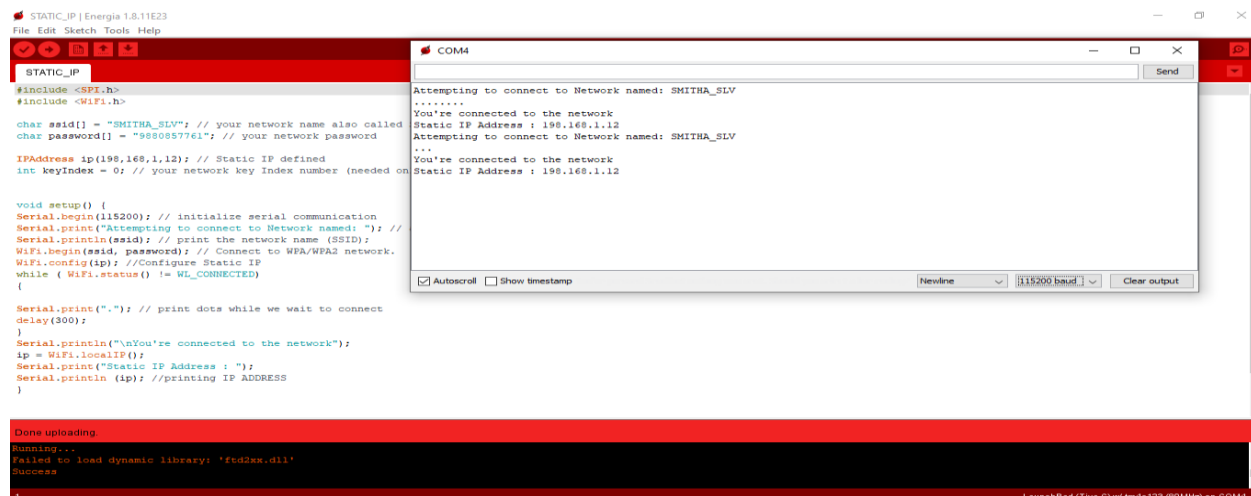 STATIC_IP | Energia 1.8.11E23
File Edit Sketch Tools Help
STATIC_IP
#include <SPI.h>
#include <WiFi.h>
char ssid[] = "SMITHA_SLV"; // your network name also called
char password[] = "9880857761"; // your network password
IPAddress ip(198,168,1,12); // Static IP defined
int keyIndex = 0; // your network key Index number (needed on
void setup() {
Serial.begin(115200); // initialize serial communication
Serial.print("Attempting to connect to Network named: "); //
Serial.println(ssid); // print the network name (SSID);
WiFi.begin(ssid, password); // Connect to WPA/WPA2 network.
WiFi.config(ip); //Configure Static IP
while ( WiFi.status() != WL_CONNECTED)
{
Serial.print("."); // print dots while we wait to connect
delay(300);
}
Serial.println("\nYou're connected to the network");
ip = WiFi.localIP();
Serial.print("Static IP Address : ");
Serial.println (ip); //printing IP ADDRESS
}
COM4
Send
Attempting to connect to Network named: SMITHA_SLV
........
You're connected to the network
Static IP Address : 198.168.1.12
Attempting to connect to Network named: SMITHA_SLV
...
You're connected to the network
Static IP Address : 198.168.1.12
Autoscroll Show timestamp Newline 115200 baud Clear output
Done uploading.
Running...
Failed to load dynamic library: 'ftd2xx.dll'
Success